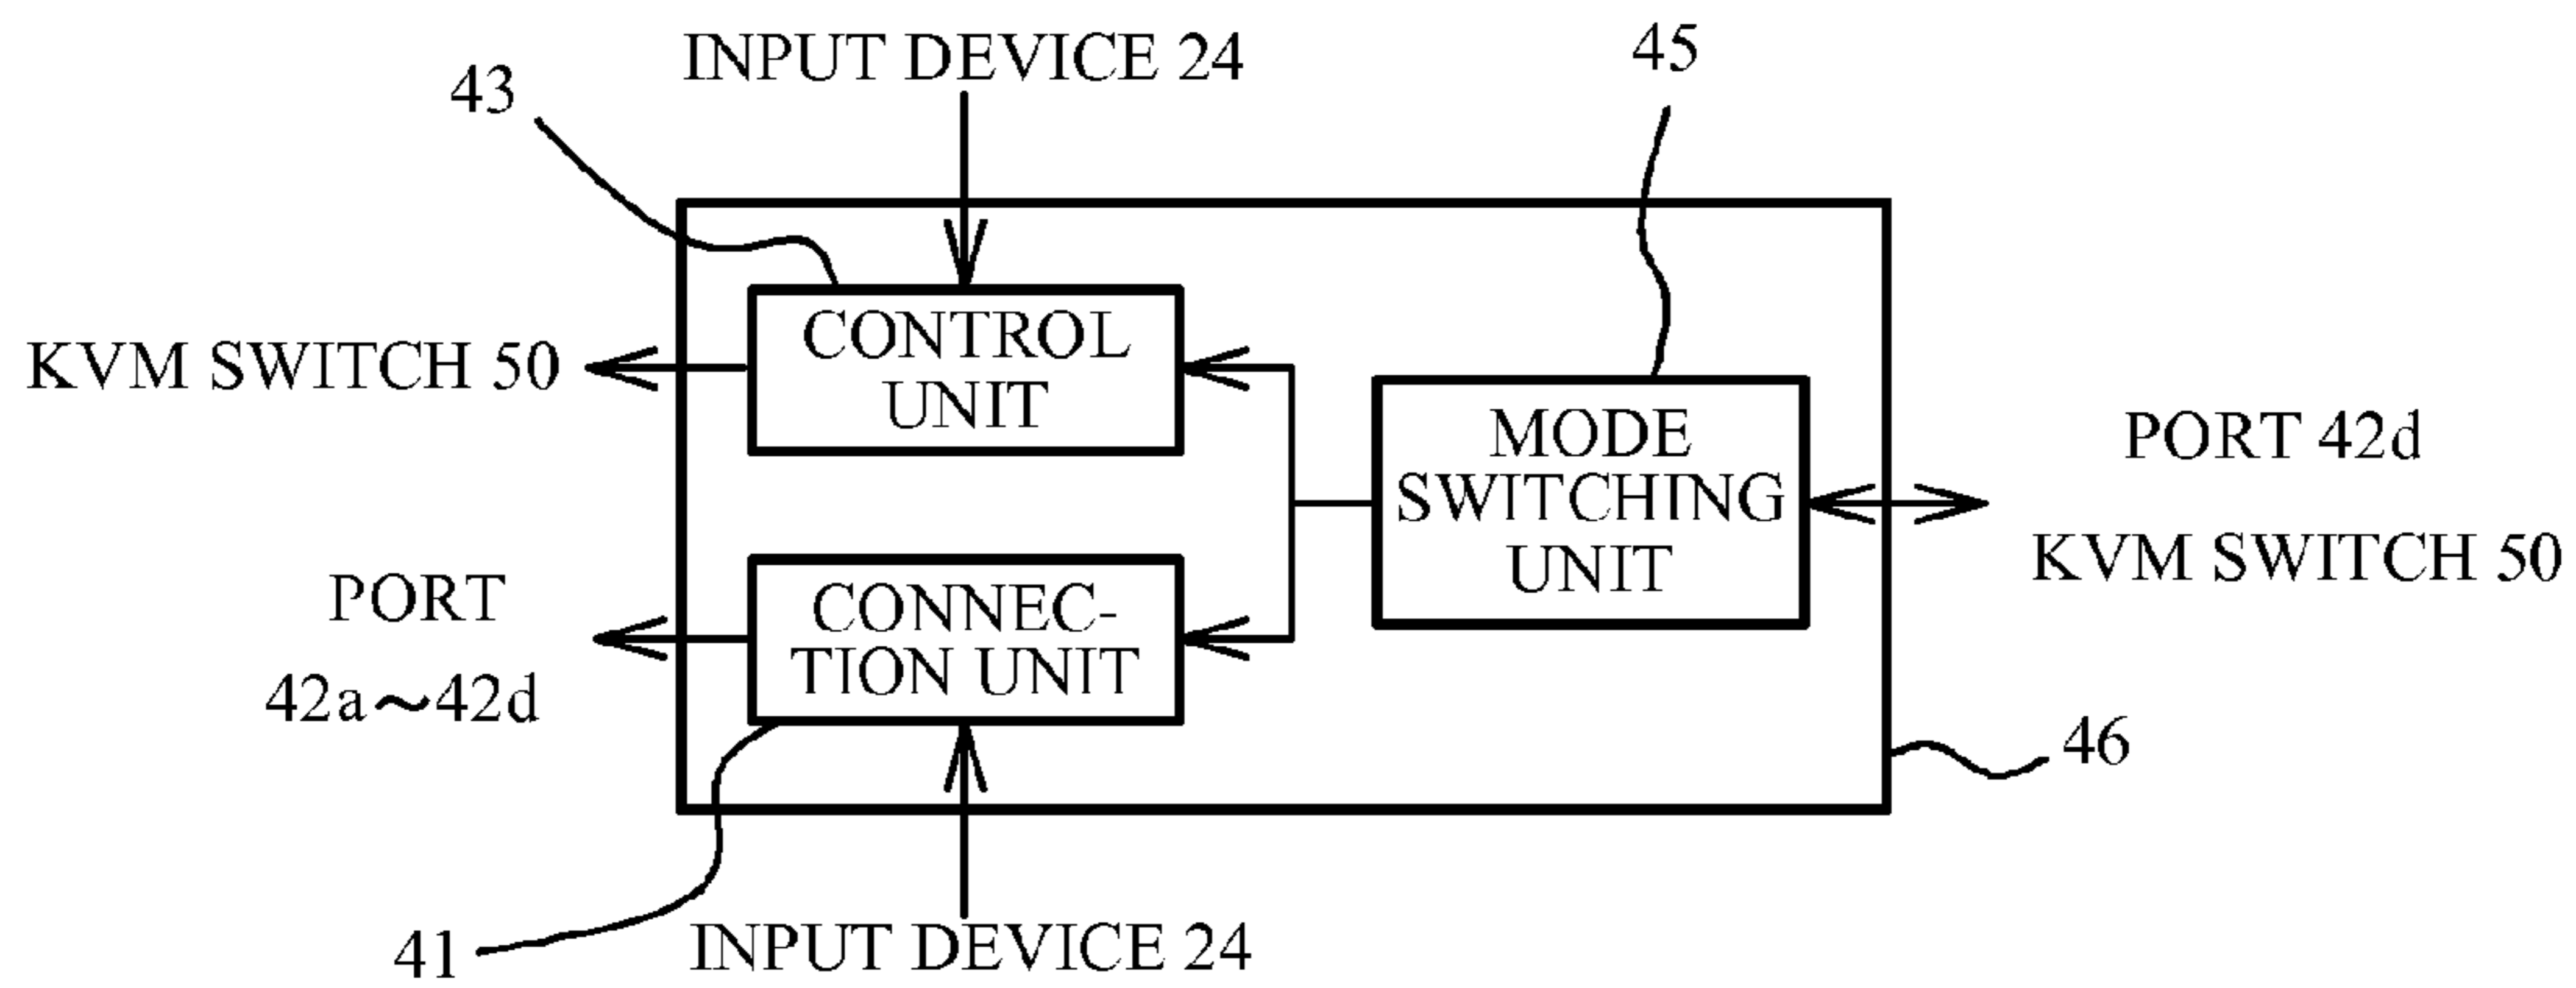 INPUT DEVICE 24
45
43
CONTROL
UNIT
KVM SWITCH 50
MODE
SWITCHING
UNIT
PORT 42d
KVM SWITCH 50
PORT
42a~42d
CONNEC-
TION UNIT
46
41
INPUT DEVICE 24